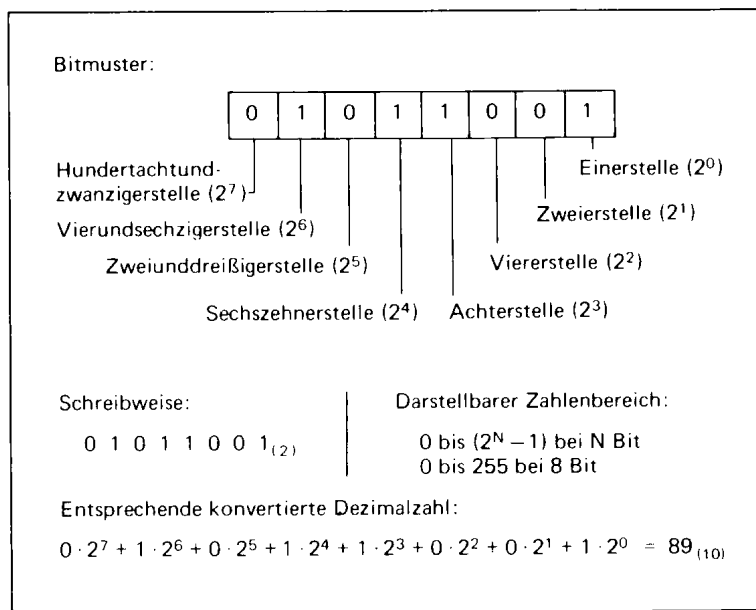 Bitmuster:
0 1 0 1 1 0 0 1
Hundertachtund-
zwanzigerstelle (2⁷)
Einerstelle (2⁰)
Vierundsechzigerstelle (2⁶)
Zweierstelle (2¹)
Zweiunddreißigerstelle (2⁵)
Viererstelle (2²)
Sechszehnerstelle (2⁴)
Achterstelle (2³)
Schreibweise:
0 1 0 1 1 0 0 1₍₂₎
Darstellbarer Zahlenbereich:
0 bis (2ᴺ – 1) bei N Bit
0 bis 255 bei 8 Bit
Entsprechende konvertierte Dezimalzahl:
0 · 2⁷ + 1 · 2⁶ + 0 · 2⁵ + 1 · 2⁴ + 1 · 2³ + 0 · 2² + 0 · 2¹ + 1 · 2⁰ = 89₍₁₀₎